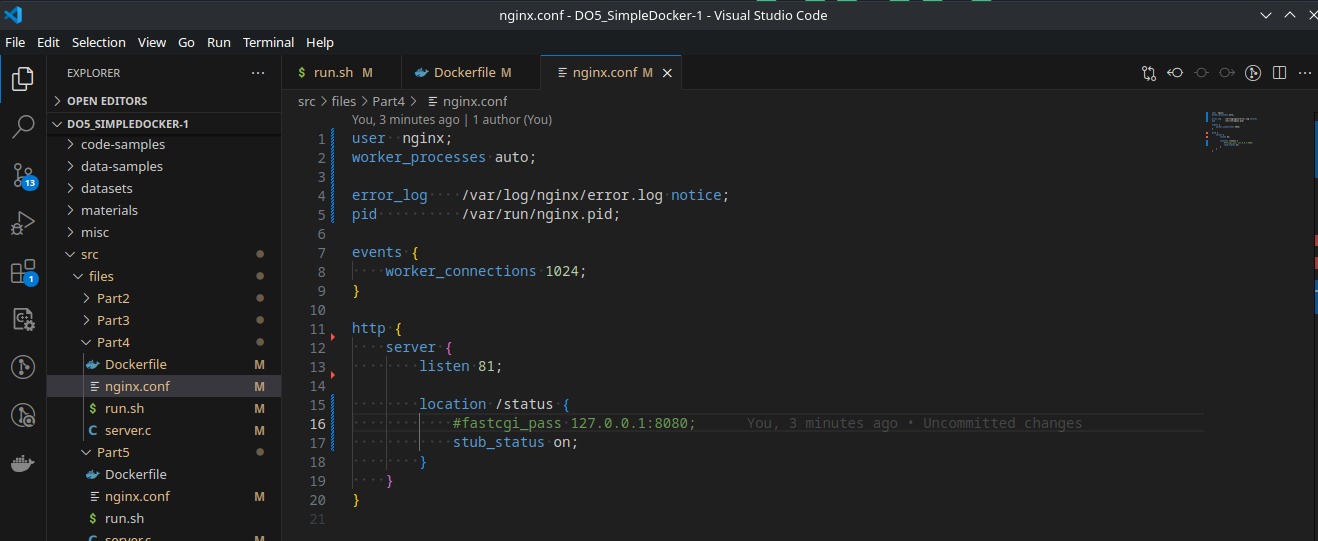 nginx.conf - DO5_SimpleDocker-1 - Visual Studio Code
File Edit Selection View Go Run Terminal Help
EXPLORER
OPEN EDITORS
DO5_SIMPLEDOCKER-1
code-samples
data-samples
datasets
materials
misc
src
files
Part2
Part3
Part4
Dockerfile M
nginx.conf M
run.sh M
server.c M
Part5
Dockerfile
nginx.conf M
run.sh
server.c M
13
1
run.sh M Dockerfile M nginx.conf M
src > files > Part4 > nginx.conf
You, 3 minutes ago | 1 author (You)
1 user  nginx;
2 worker_processes auto;
3
4 error_log    /var/log/nginx/error.log notice;
5 pid          /var/run/nginx.pid;
6
7 events {
8     worker_connections 1024;
9 }
10
11 http {
12     server {
13         listen 81;
14
15         location /status {
16             #fastcgi_pass 127.0.0.1:8080; You, 3 minutes ago • Uncommitted changes
17             stub_status on;
18         }
19     }
20 }
21